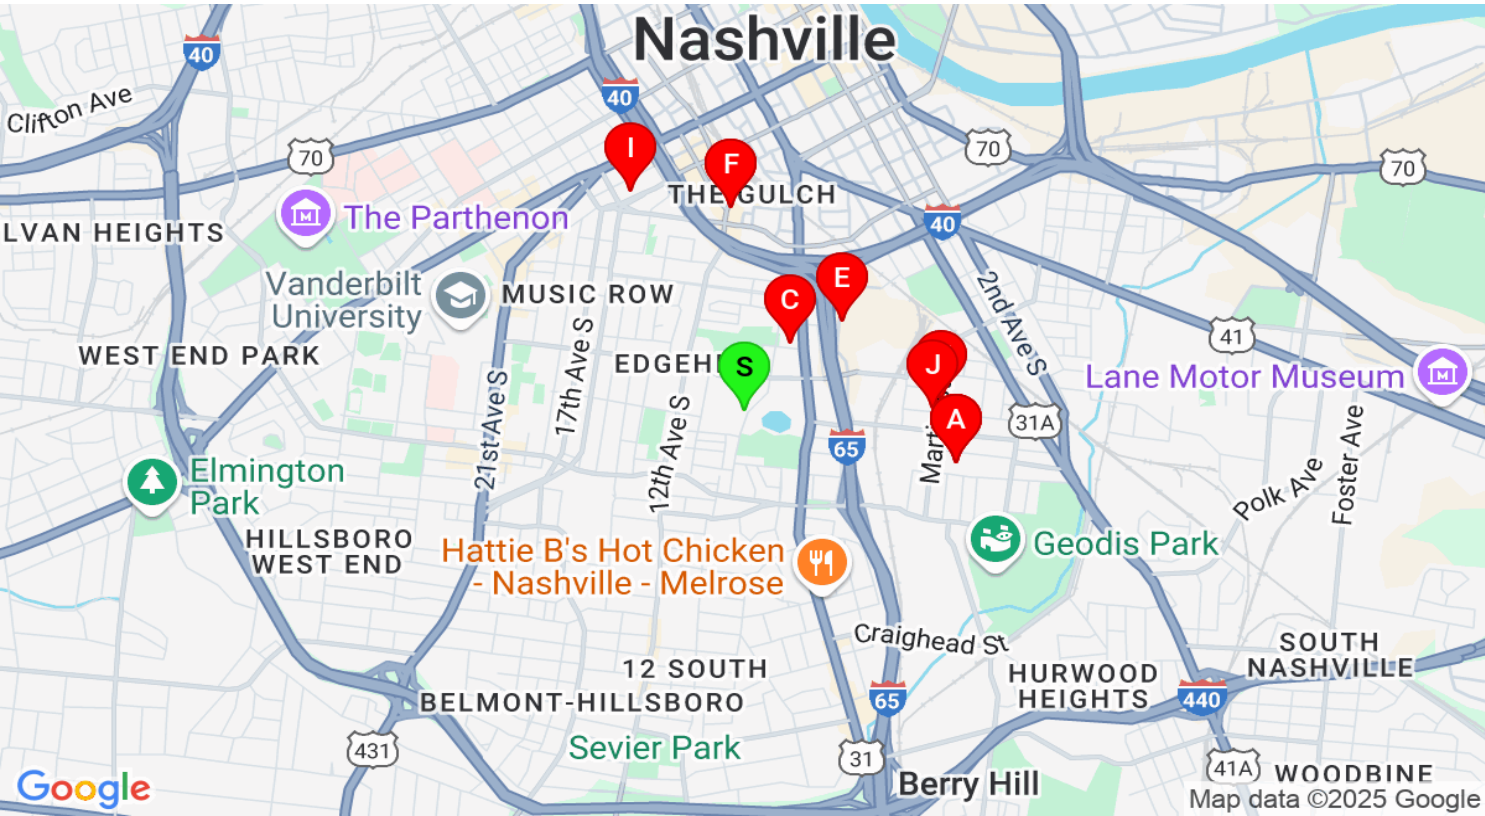 Nashville
40
Clifton Ave
40
70
70
70
I
F
THE GULCH
The Parthenon
LVAN HEIGHTS
40
Vanderbilt
University
MUSIC ROW
E
C
2nd Ave S
17th Ave S
41
WEST END PARK
EDGEHI
S
J
Lane Motor Museum
21st Ave S
12th Ave S
Marti
A
31A
65
Foster Ave
Polk Ave
Elmington
Park
HILLSBORO
WEST END
Hattie B's Hot Chicken
- Nashville - Melrose
Geodis Park
Craighead St
SOUTH
NASHVILLE
12 SOUTH
HURWOOD
HEIGHTS
BELMONT-HILLSBORO
65
440
431
Sevier Park
31
41A
WOODBINE
Google
Berry Hill
Map data ©2025 Google